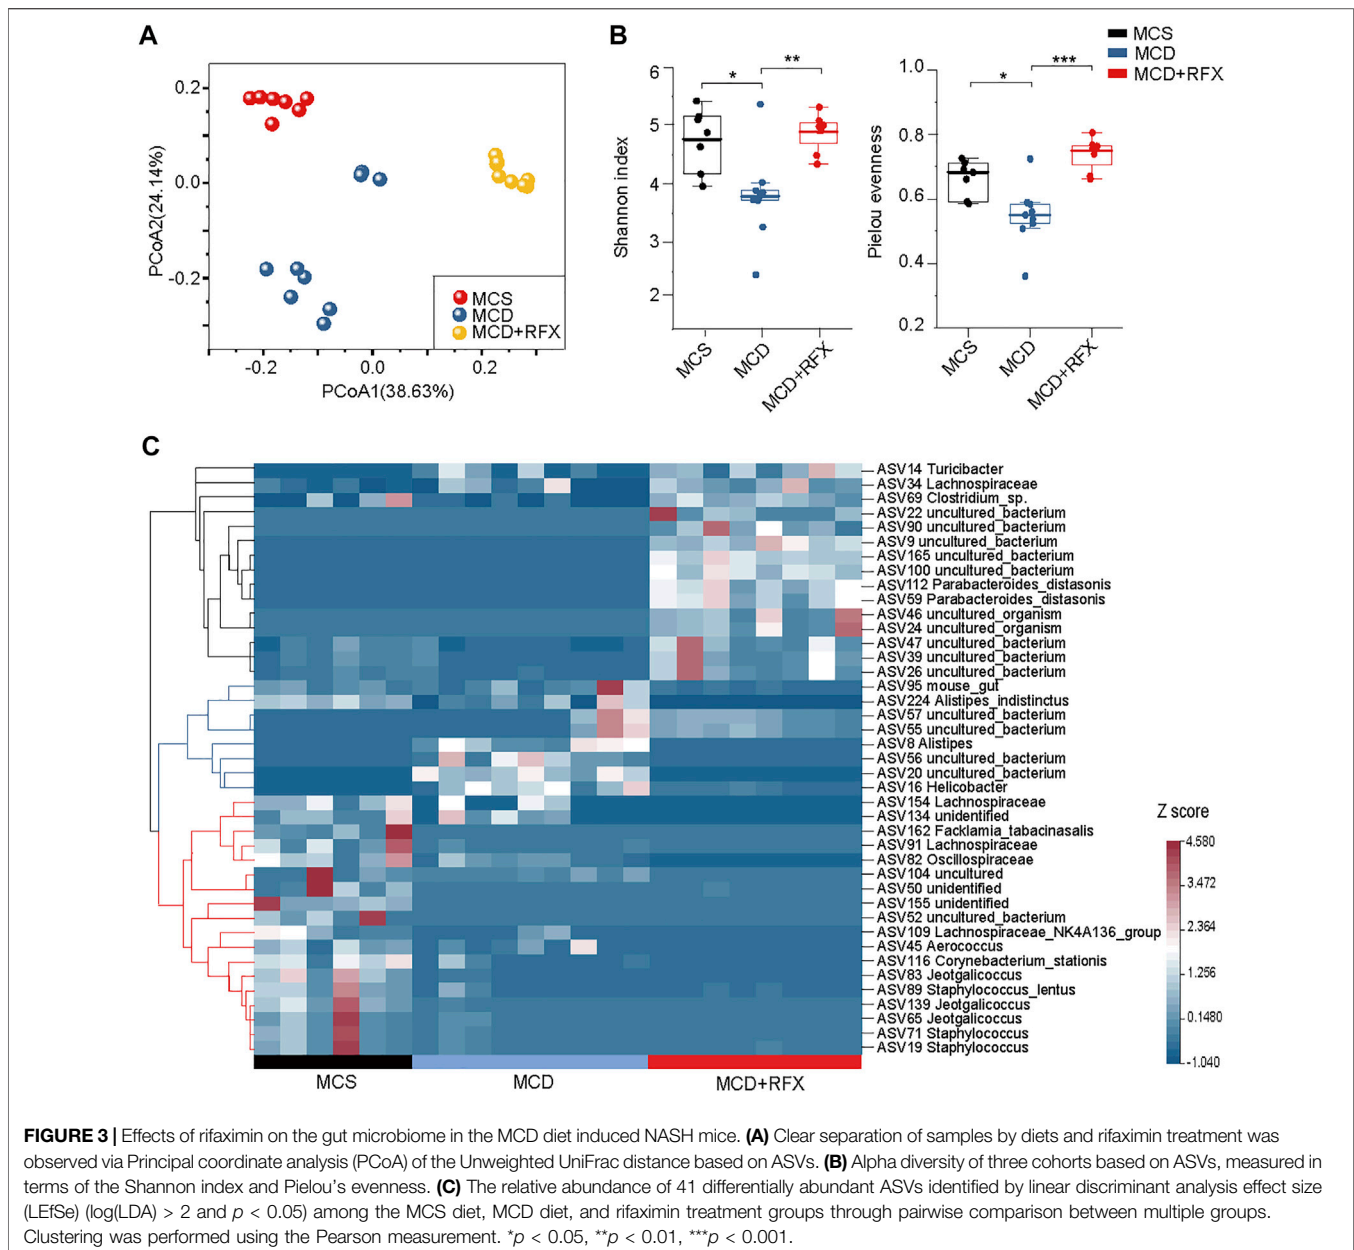 A
0.2
0.0
-0.2
PCoA2(24.14%)
-0.2
0.0
0.2
PCoA1(38.63%)
MCS
MCD
MCD+RFX
B
MCS
MCD
MCD+RFX
6
5
4
3
2
Shannon index
*
**
MCS
MCD
MCD+RFX
1.0
0.8
0.6
0.4
0.2
Pielou evenness
*
***
MCS
MCD
MCD+RFX
C
ASV14 Turicibacter
ASV34 Lachnospiraceae
ASV69 Clostridium_sp.
ASV22 uncultured_bacterium
ASV90 uncultured_bacterium
ASV9 uncultured_bacterium
ASV165 uncultured_bacterium
ASV100 uncultured_bacterium
ASV112 Parabacteroides_distasonis
ASV59 Parabacteroides_distasonis
ASV46 uncultured_organism
ASV24 uncultured_organism
ASV47 uncultured_bacterium
ASV39 uncultured_bacterium
ASV26 uncultured_bacterium
ASV95 mouse_gut
ASV224 Alistipes_indistinctus
ASV57 uncultured_bacterium
ASV55 uncultured_bacterium
ASV8 Alistipes
ASV56 uncultured_bacterium
ASV20 uncultured_bacterium
ASV16 Helicobacter
ASV154 Lachnospiraceae
ASV134 unidentified
ASV162 Facklamia_tabacinasalis
ASV91 Lachnospiraceae
ASV82 Oscillospiraceae
ASV104 uncultured
ASV50 unidentified
ASV155 unidentified
ASV52 uncultured_bacterium
ASV109 Lachnospiraceae_NK4A136_group
ASV45 Aerococcus
ASV116 Corynebacterium_stationis
ASV83 Jeotgalicoccus
ASV89 Staphylococcus_lentus
ASV139 Jeotgalicoccus
ASV65 Jeotgalicoccus
ASV71 Staphylococcus
ASV19 Staphylococcus
MCS
MCD
MCD+RFX
Z score
4.580
3.472
2.364
1.256
0.1480
-1.040
FIGURE 3 | Effects of rifaximin on the gut microbiome in the MCD diet induced NASH mice. (A) Clear separation of samples by diets and rifaximin treatment was
observed via Principal coordinate analysis (PCoA) of the Unweighted UniFrac distance based on ASVs. (B) Alpha diversity of three cohorts based on ASVs, measured in
terms of the Shannon index and Pielou's evenness. (C) The relative abundance of 41 differentially abundant ASVs identified by linear discriminant analysis effect size
(LEfSe) (log(LDA) > 2 and p < 0.05) among the MCS diet, MCD diet, and rifaximin treatment groups through pairwise comparison between multiple groups.
Clustering was performed using the Pearson measurement. *p < 0.05, **p < 0.01, ***p < 0.001.